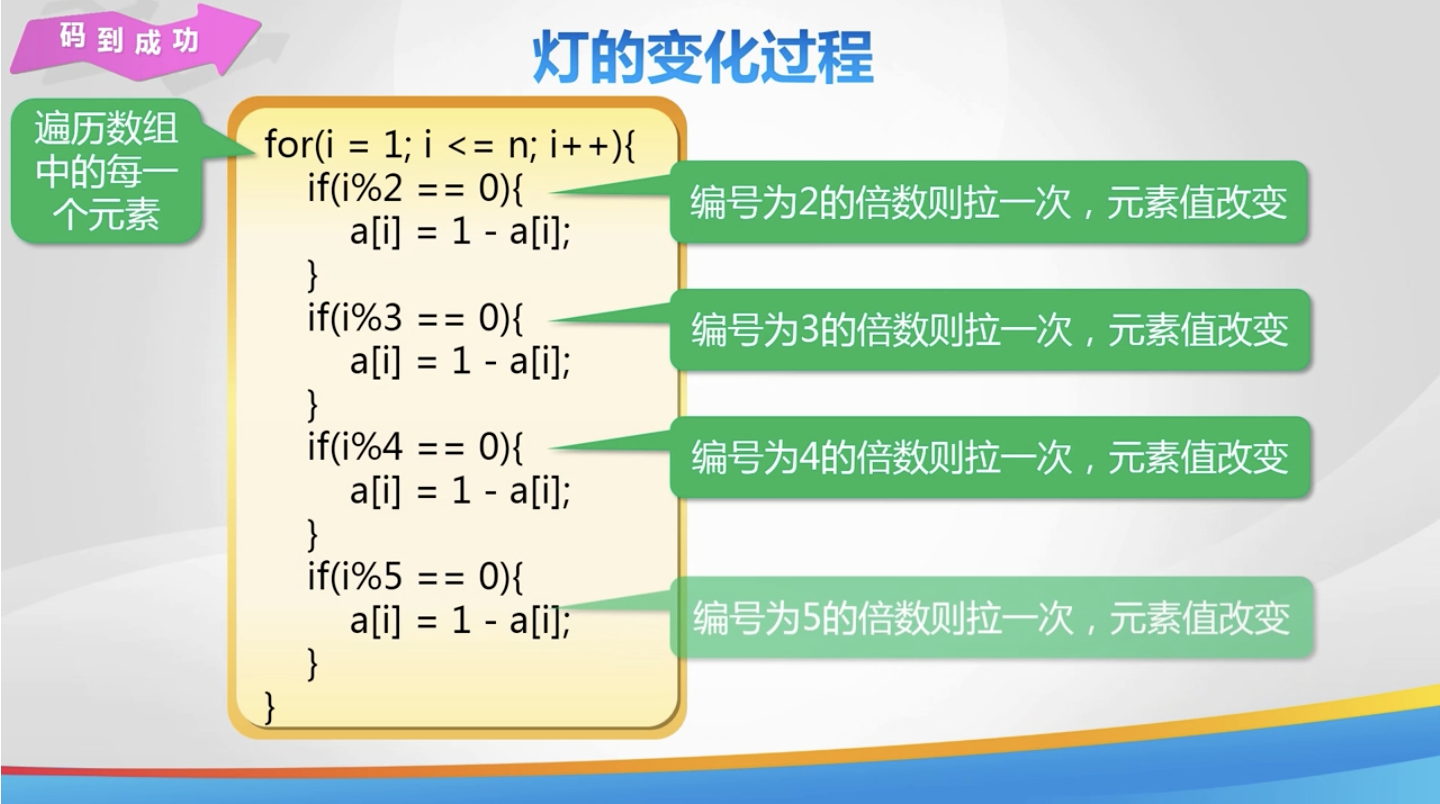 码到成功
灯的变化过程
遍历数组
中的每一
个元素
for(i = 1; i <= n; i++){
if(i%2 == 0){
a[i] = 1 - a[i];
}
if(i%3 == 0){
a[i] = 1 - a[i];
}
if(i%4 == 0){
a[i] = 1 - a[i];
}
if(i%5 == 0){
a[i] = 1 - a[i];
}
}
编号为2的倍数则拉一次，元素值改变
编号为3的倍数则拉一次，元素值改变
编号为4的倍数则拉一次，元素值改变
编号为5的倍数则拉一次，元素值改变